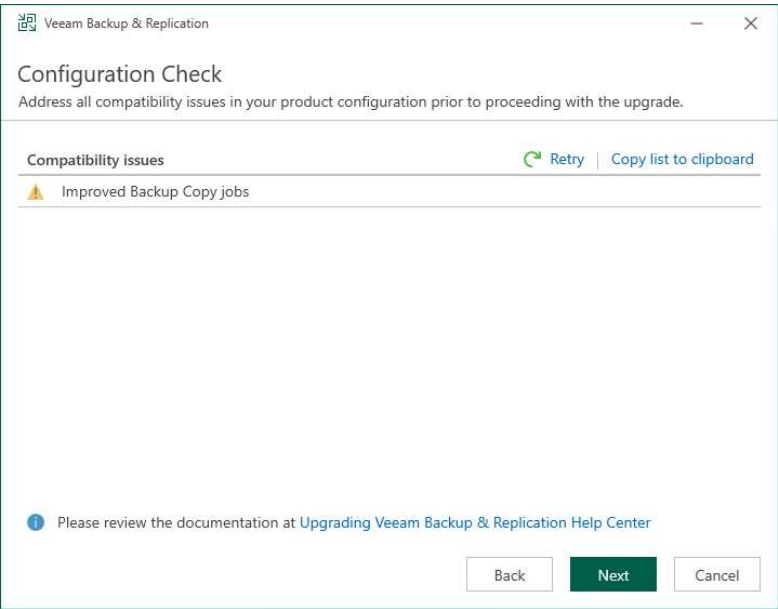 Veeam Backup & Replication
Configuration Check
Address all compatibility issues in your product configuration prior to proceeding with the upgrade.
Compatibility issues Retry | Copy list to clipboard
Improved Backup Copy jobs
Please review the documentation at Upgrading Veeam Backup & Replication Help Center
Back Next Cancel